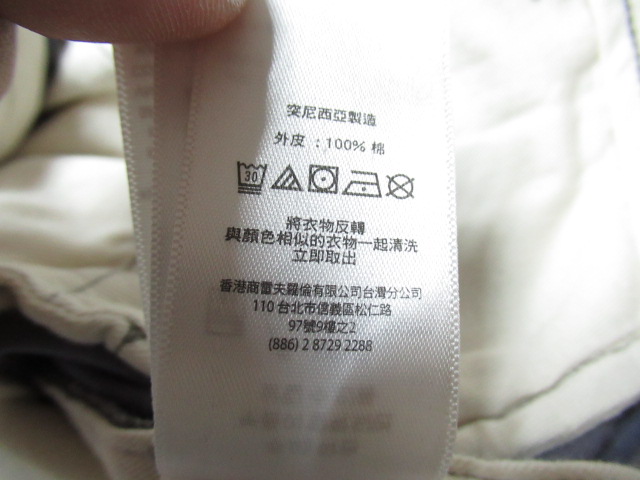 突尼西亞製造
外皮 : 100% 棉
30
將衣物反轉
與顏色相似的衣物一起清洗
立即取出
香港商雷夫羅倫有限公司台灣分公司
110 台北市信義區松仁路
97號9樓之2
(886) 2 8729 2288